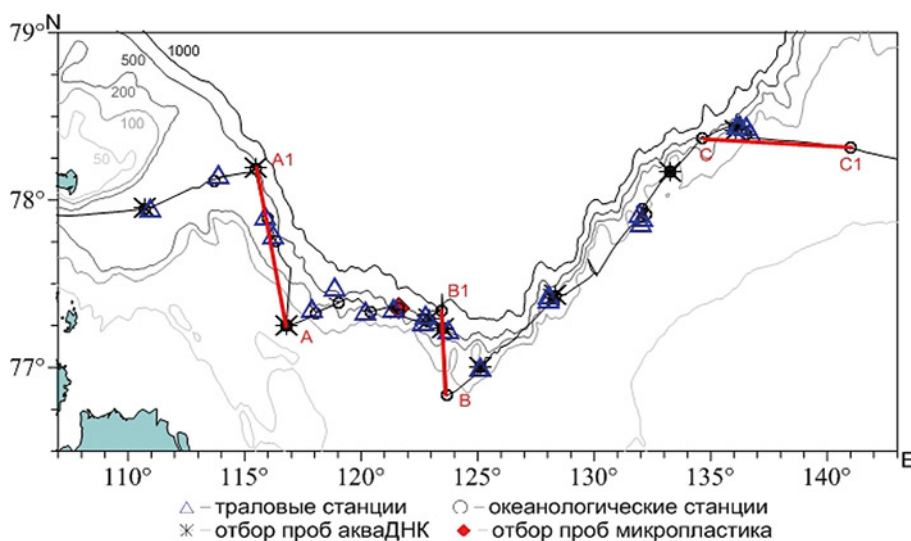 79°
N
1000
500
200
100
50
A1
78°
C
C1
B1
A
77°
B
110°
115°
120°
125°
130°
135°
140°
E
траловые станции
океанологические станции
отбор проб акваДНК
отбор проб микропластика